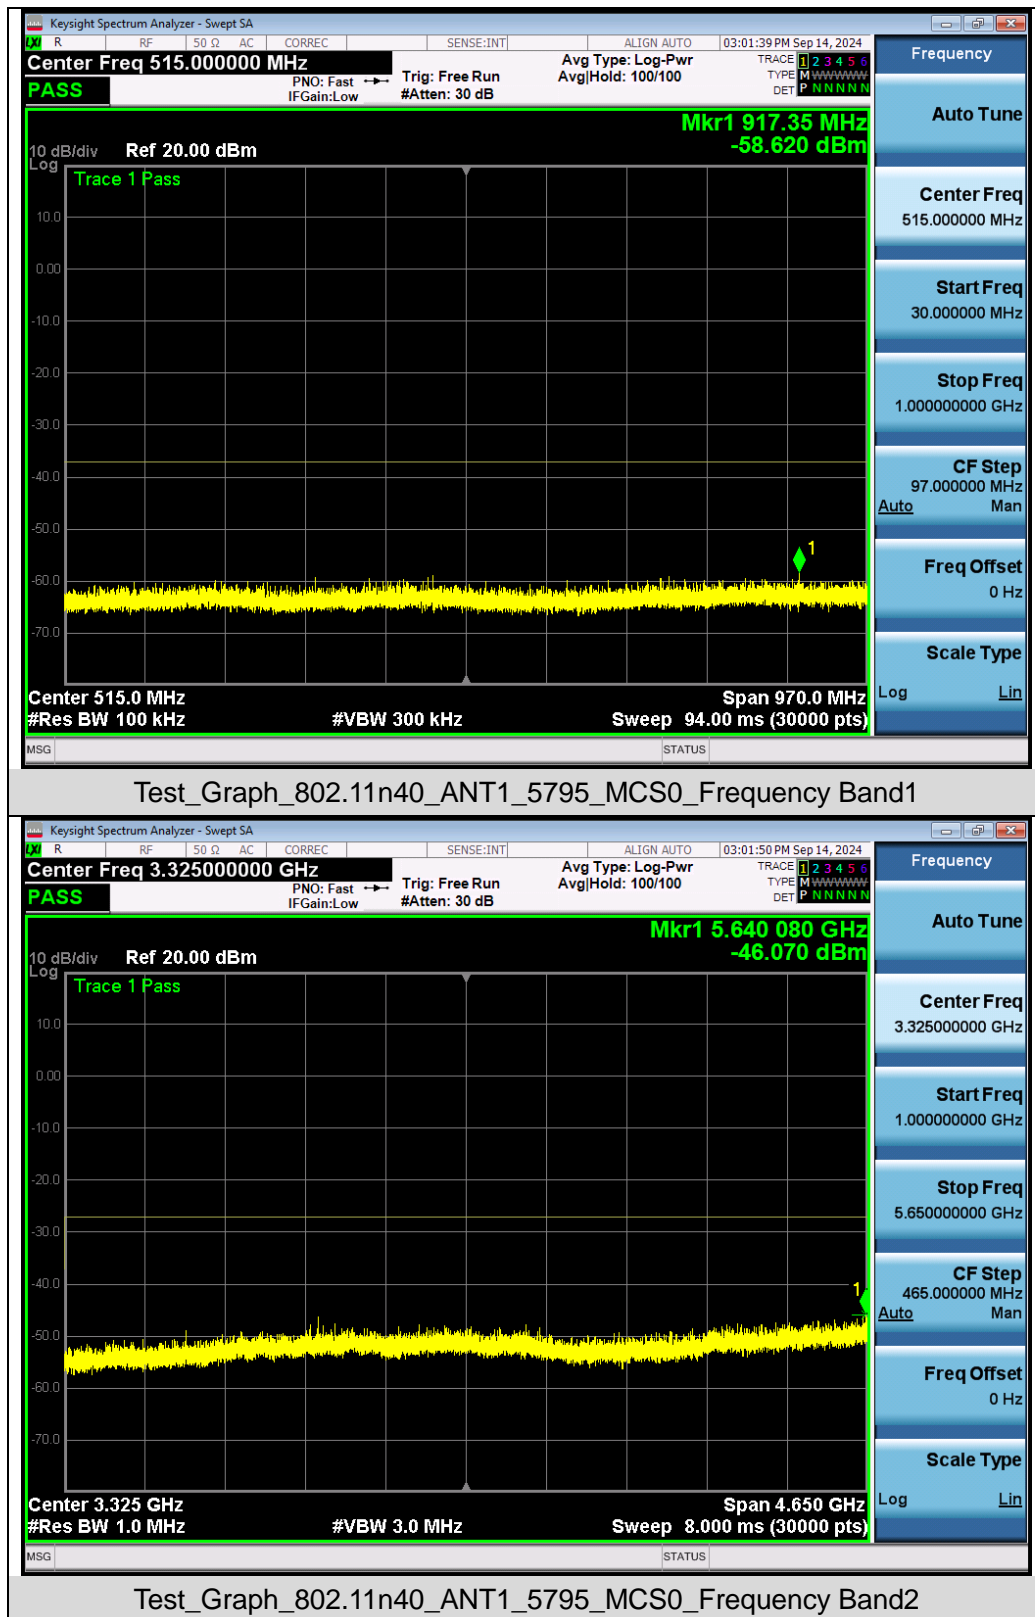 Keysight Spectrum Analyzer - Swept SA
LXI R RF 50 Ω AC CORREC SENSE:INT ALIGN AUTO 03:01:39 PM Sep 14, 2024
Center Freq 515.000000 MHz
PNO: Fast
IFGain:Low
Trig: Free Run
#Atten: 30 dB
Avg Type: Log-Pwr
Avg|Hold: 100/100
TRACE 1 2 3 4 5 6
TYPE M WWWWW
DET P N N N N N
PASS
Mkr1 917.35 MHz
-58.620 dBm
10 dB/div Ref 20.00 dBm
Log
Trace 1 Pass
10.0
0.00
-10.0
-20.0
-30.0
-40.0
-50.0
-60.0
-70.0
1
Center 515.0 MHz Span 970.0 MHz
#Res BW 100 kHz #VBW 300 kHz Sweep 94.00 ms (30000 pts)
MSG STATUS
Frequency
Auto Tune
Center Freq
515.000000 MHz
Start Freq
30.000000 MHz
Stop Freq
1.000000000 GHz
CF Step
97.000000 MHz
Auto Man
Freq Offset
0 Hz
Scale Type
Log Lin
Test_Graph_802.11n40_ANT1_5795_MCS0_Frequency Band1
Keysight Spectrum Analyzer - Swept SA
LXI R RF 50 Ω AC CORREC SENSE:INT ALIGN AUTO 03:01:50 PM Sep 14, 2024
Center Freq 3.325000000 GHz
PNO: Fast
IFGain:Low
Trig: Free Run
#Atten: 30 dB
Avg Type: Log-Pwr
Avg|Hold: 100/100
TRACE 1 2 3 4 5 6
TYPE M WWWWW
DET P N N N N N
PASS
Mkr1 5.640 080 GHz
-46.070 dBm
10 dB/div Ref 20.00 dBm
Log
Trace 1 Pass
10.0
0.00
-10.0
-20.0
-30.0
-40.0
-50.0
-60.0
-70.0
1
Center 3.325 GHz Span 4.650 GHz
#Res BW 1.0 MHz #VBW 3.0 MHz Sweep 8.000 ms (30000 pts)
MSG STATUS
Frequency
Auto Tune
Center Freq
3.325000000 GHz
Start Freq
1.000000000 GHz
Stop Freq
5.650000000 GHz
CF Step
465.000000 MHz
Auto Man
Freq Offset
0 Hz
Scale Type
Log Lin
Test_Graph_802.11n40_ANT1_5795_MCS0_Frequency Band2